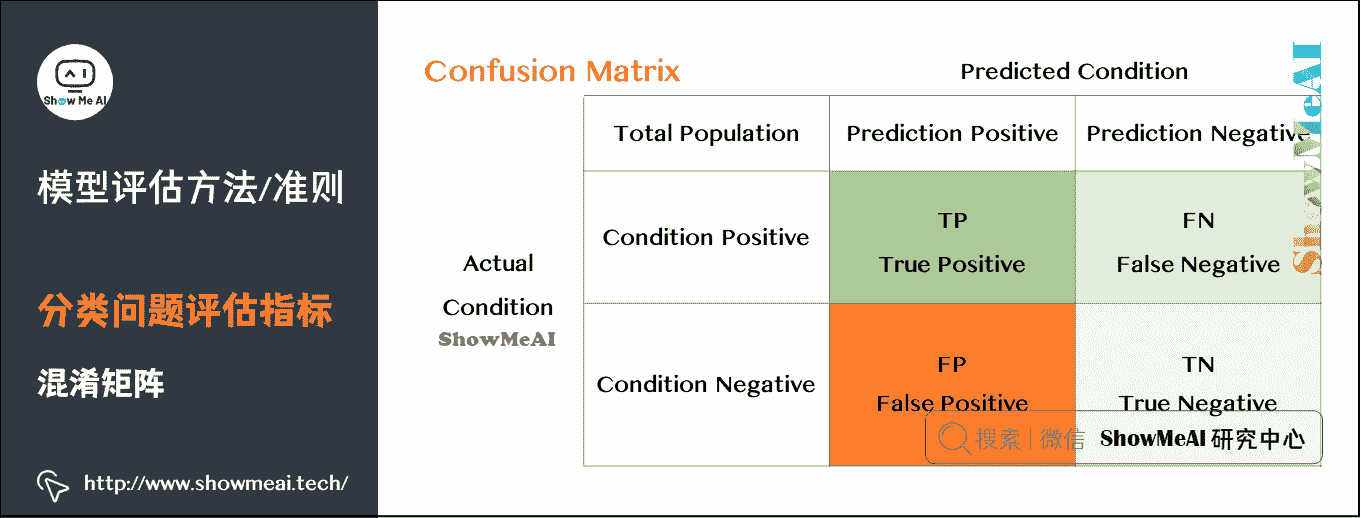 Show Me AI
模型评估方法/准则
分类问题评估指标
混淆矩阵
http://www.showmeai.tech/
Confusion Matrix
Predicted Condition
Total Population
Prediction Positive
Prediction Negative
Actual
Condition
ShowMeAI
Condition Positive
TP
True Positive
FN
False Negative
Condition Negative
FP
False Positive
TN
True Negative
搜索 | 微信 ShowMeAI 研究中心
ShowMeAI